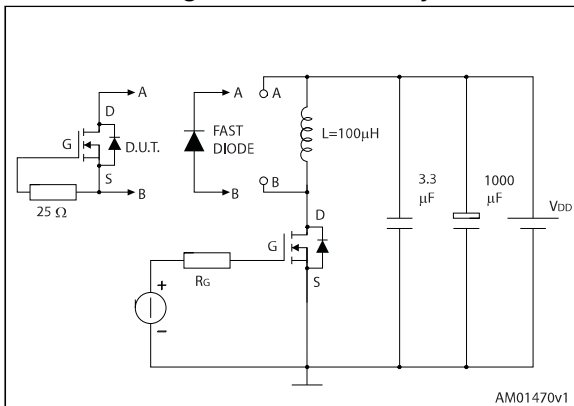 A
D
G
D.U.T.
S
B
25 Ω
A
FAST
DIODE
B
A
L=100µH
B
D
G
S
RG
+
–
3.3
µF
1000
µF
VDD
AM01470v1